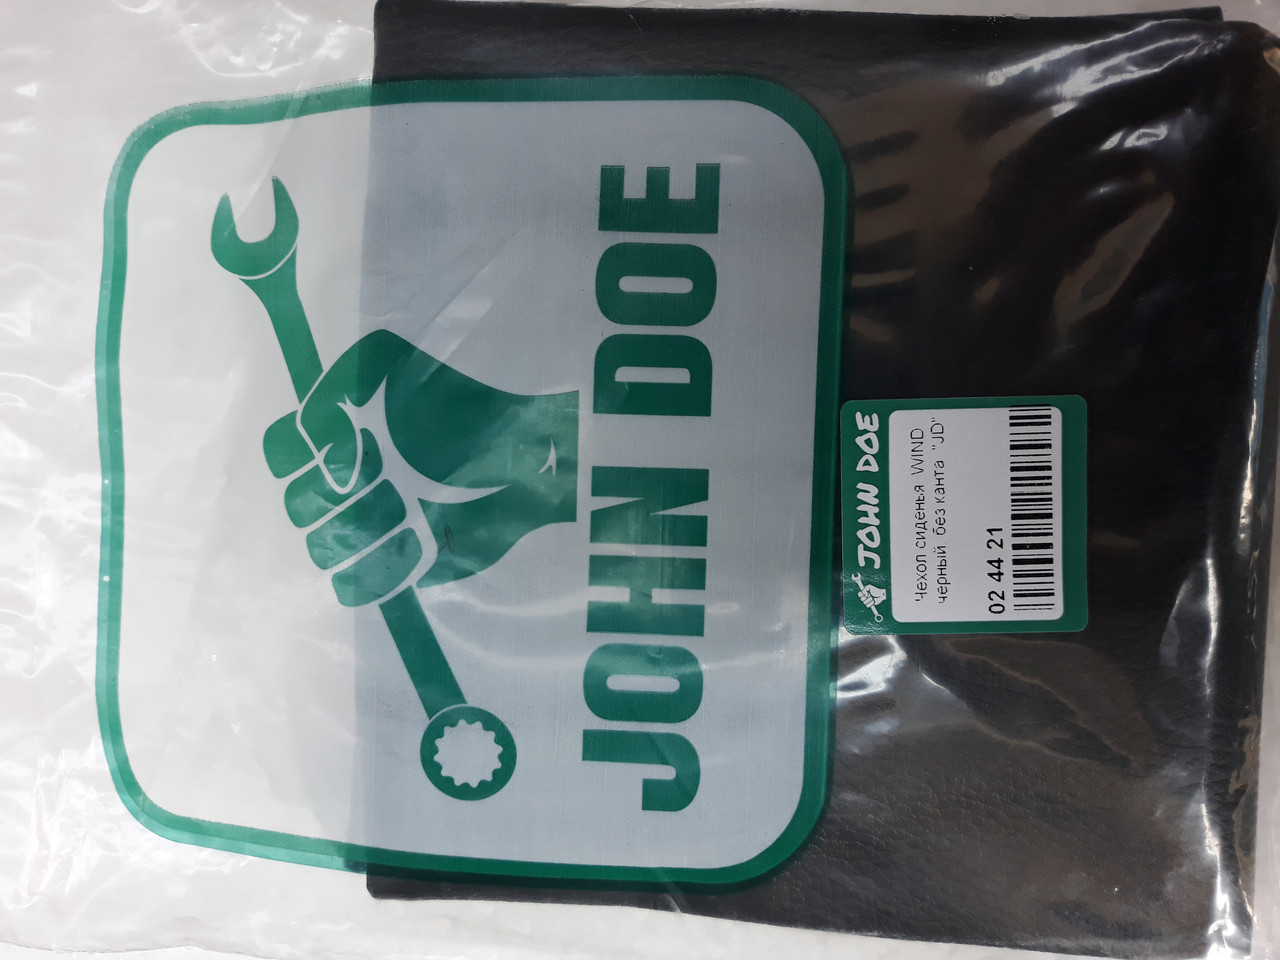 JOHN DOE
JOHN DOE
Чехол сиденья WIND
черный без канта "JD"
02 44 21